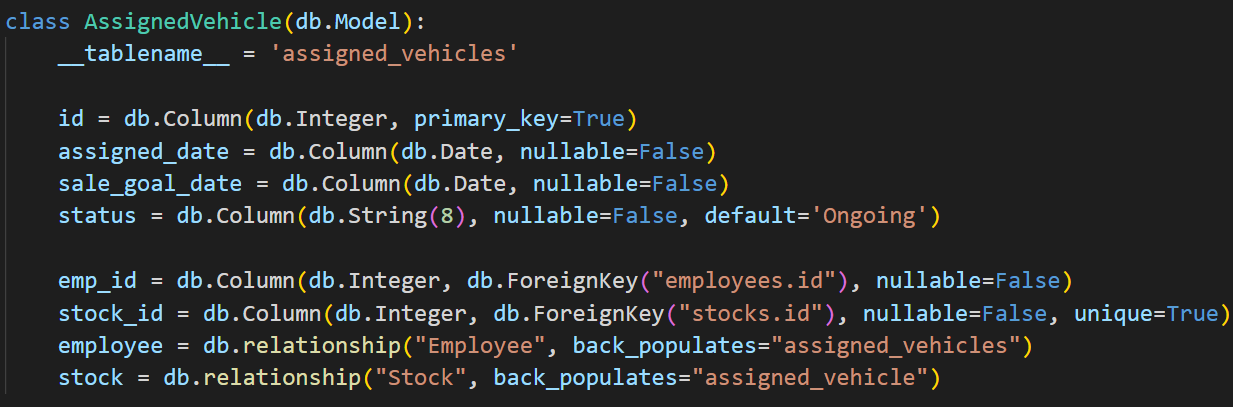 class AssignedVehicle(db.Model):
    __tablename__ = 'assigned_vehicles'

    id = db.Column(db.Integer, primary_key=True)
    assigned_date = db.Column(db.Date, nullable=False)
    sale_goal_date = db.Column(db.Date, nullable=False)
    status = db.Column(db.String(8), nullable=False, default='Ongoing')

    emp_id = db.Column(db.Integer, db.ForeignKey("employees.id"), nullable=False)
    stock_id = db.Column(db.Integer, db.ForeignKey("stocks.id"), nullable=False, unique=True)
    employee = db.relationship("Employee", back_populates="assigned_vehicles")
    stock = db.relationship("Stock", back_populates="assigned_vehicle")